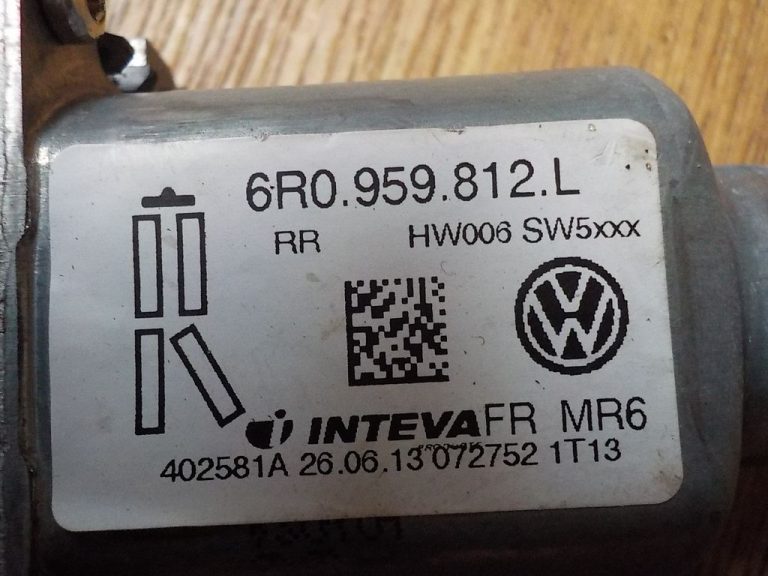 6R0.959.812.L
RR HW006 SW5xxx
INTEVA FR MR6
402581A 26.06.13 072752 1T13